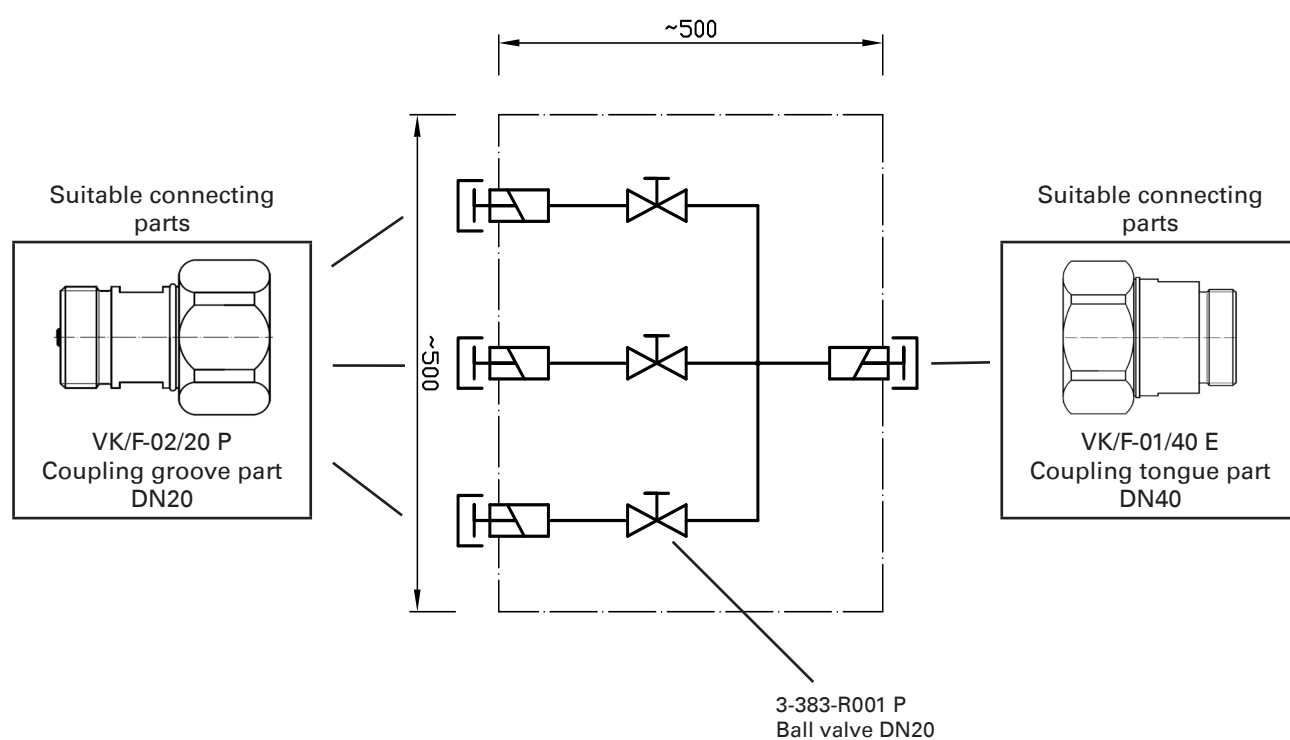 ~500
~500
Suitable connecting
parts
VK/F-02/20 P
Coupling groove part
DN20
Suitable connecting
parts
VK/F-01/40 E
Coupling tongue part
DN40
3-383-R001 P
Ball valve DN20